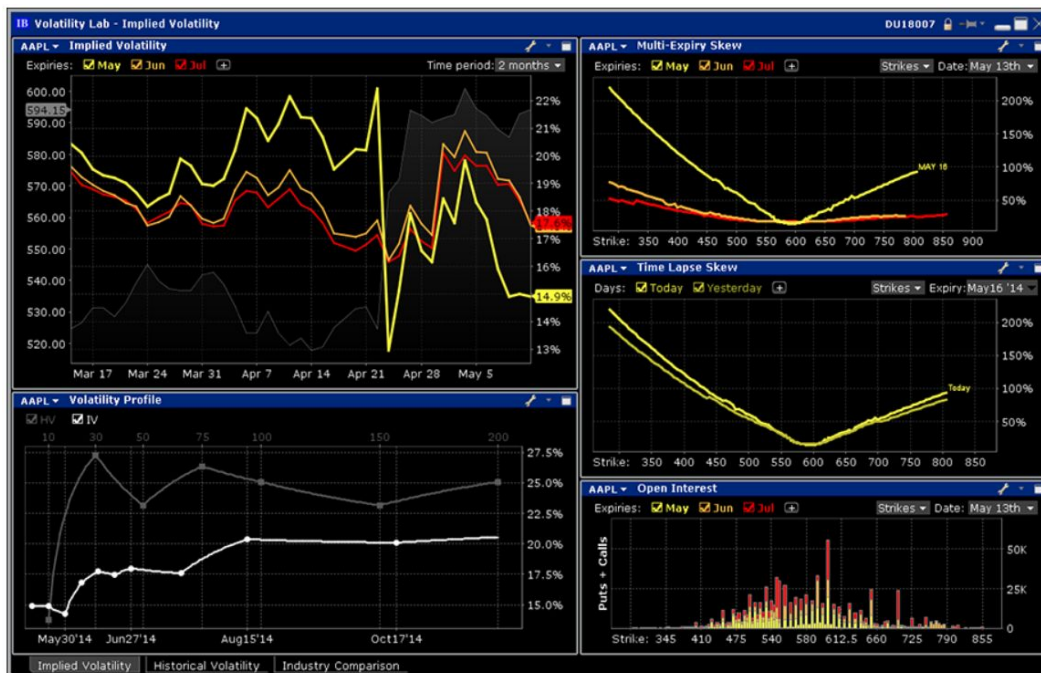 IB Volatility Lab - Implied Volatility DU18007
AAPL Implied Volatility
Expiries: May Jun Jul Time period: 2 months
600.00
594.15
590.00
580.00
570.00
560.00
550.00
540.00
530.00
520.00
22%
21%
20%
19%
18%
17.6%
17%
16%
14.9%
14%
13%
Mar 17 Mar 24 Mar 31 Apr 7 Apr 14 Apr 21 Apr 28 May 5
AAPL Volatility Profile
HV IV
10 30 50 75 100 150 200
27.5%
25.0%
22.5%
20.0%
17.5%
15.0%
May30'14 Jun27'14 Aug15'14 Oct17'14
Implied Volatility Historical Volatility Industry Comparison
AAPL Multi-Expiry Skew
Expiries: May Jun Jul Strikes Date: May 13th
200%
150%
100%
50%
MAY 16
Strike: 350 400 450 500 550 600 650 700 750 800 850 900
AAPL Time Lapse Skew
Days: Today Yesterday Strikes Expiry: May16 '14
200%
150%
100%
50%
Today
Strike: 350 400 450 500 550 600 650 700 750 800 850
AAPL Open Interest
Expiries: May Jun Jul Strikes Date: May 13th
Puts + Calls
50K
25K
0
Strike: 345 410 475 540 580 612.5 660 725 790 855